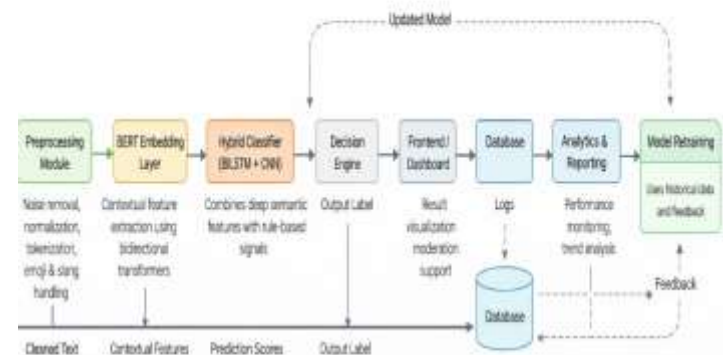 Updated Model
Preprocessing
Module
BERT Embedding
Layer
Hybrid Classifier
(BiLSTM + CNN)
Decision
Engine
Frontend /
Dashboard
Database
Analytics &
Reporting
Model Retraining
Uses historical data
and feedback
Noise removal,
normalization,
tokenization,
emoji & slang
handling
Contextual feature
extraction using
bidirectional
transformers
Combines deep semantic
features with rule-based
signals
Output Label
Result
visualization
moderation
support
Logs
Performance
monitoring,
trend analysis
Feedback
Database
Cleaned Text
Contextual Features
Prediction Scores
Output Label